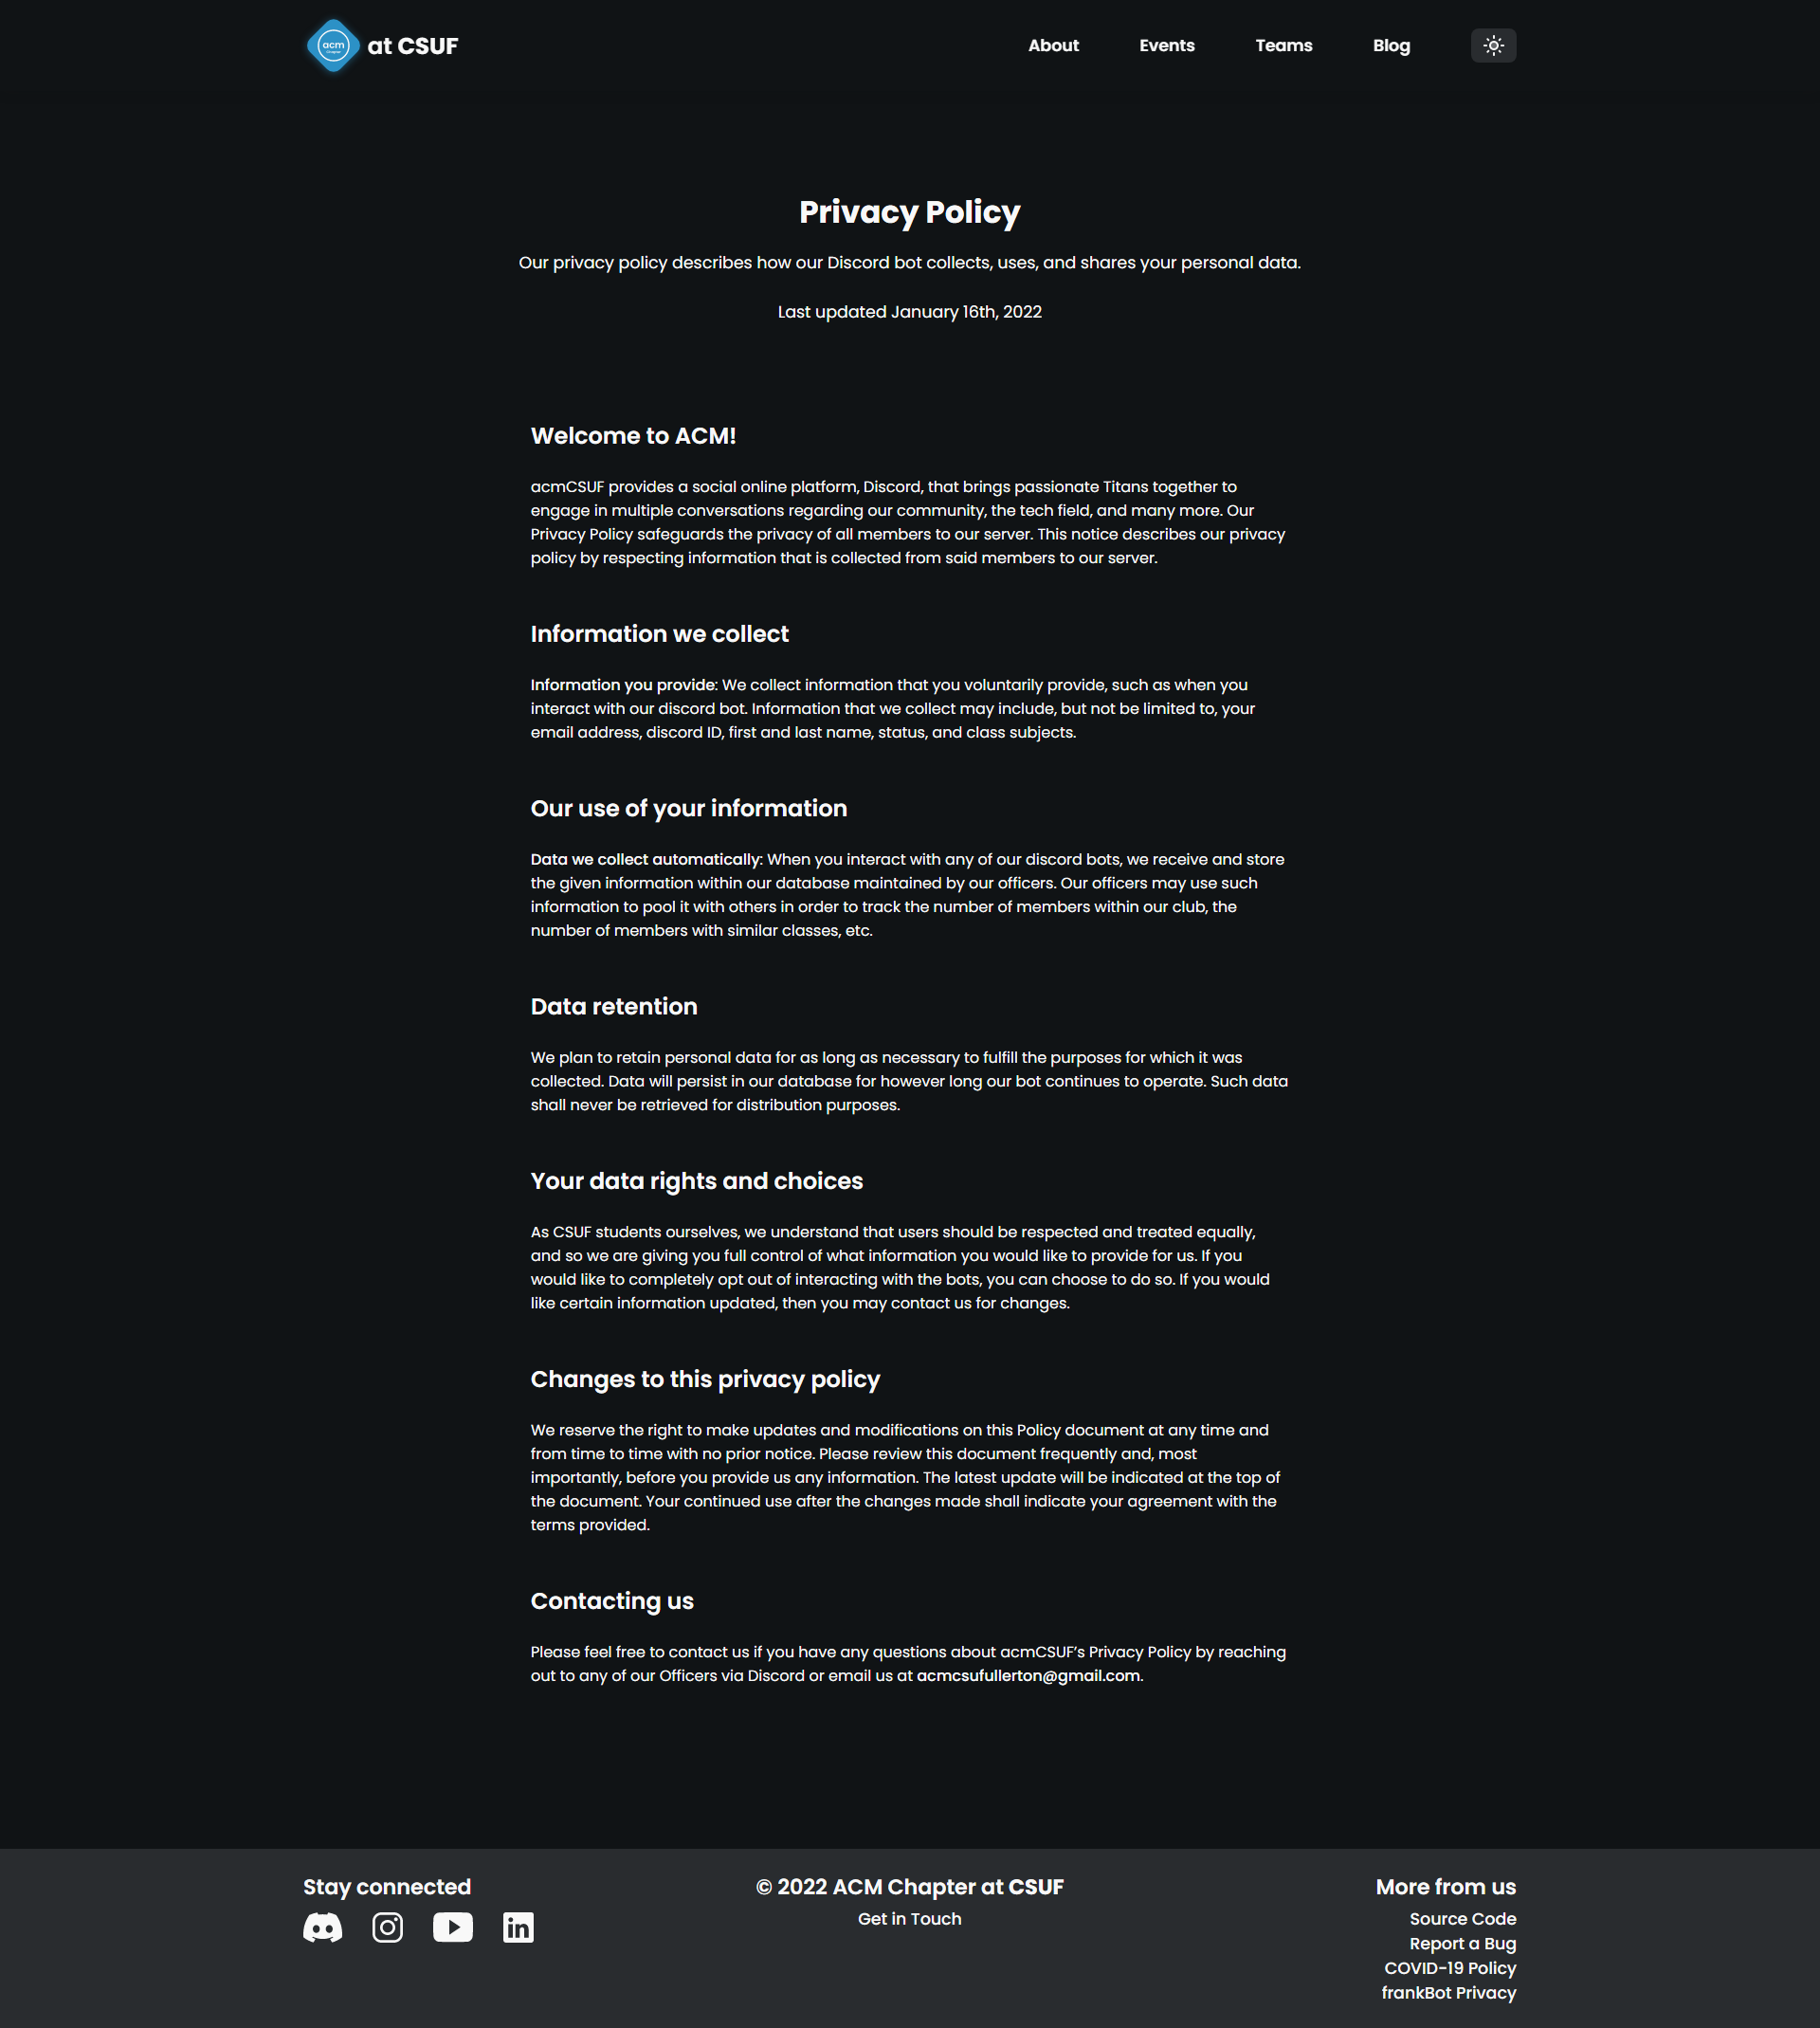 acm
at CSUF
About
Events
Teams
Blog
Privacy Policy
Our privacy policy describes how our Discord bot collects, uses, and shares your personal data.
Last updated January 16th, 2022
Welcome to ACM!
acmCSUF provides a social online platform, Discord, that brings passionate Titans together to
engage in multiple conversations regarding our community, the tech field, and many more. Our
Privacy Policy safeguards the privacy of all members to our server. This notice describes our privacy
policy by respecting information that is collected from said members to our server.
Information we collect
Information you provide: We collect information that you voluntarily provide, such as when you
interact with our discord bot. Information that we collect may include, but not be limited to, your
email address, discord ID, first and last name, status, and class subjects.
Our use of your information
Data we collect automatically: When you interact with any of our discord bots, we receive and store
the given information within our database maintained by our officers. Our officers may use such
information to pool it with others in order to track the number of members within our club, the
number of members with similar classes, etc.
Data retention
We plan to retain personal data for as long as necessary to fulfill the purposes for which it was
collected. Data will persist in our database for however long our bot continues to operate. Such data
shall never be retrieved for distribution purposes.
Your data rights and choices
As CSUF students ourselves, we understand that users should be respected and treated equally,
and so we are giving you full control of what information you would like to provide for us. If you
would like to completely opt out of interacting with the bots, you can choose to do so. If you would
like certain information updated, then you may contact us for changes.
Changes to this privacy policy
We reserve the right to make updates and modifications on this Policy document at any time and
from time to time with no prior notice. Please review this document frequently and, most
importantly, before you provide us any information. The latest update will be indicated at the top of
the document. Your continued use after the changes made shall indicate your agreement with the
terms provided.
Contacting us
Please feel free to contact us if you have any questions about acmCSUF’s Privacy Policy by reaching
out to any of our Officers via Discord or email us at acmcsufullerton@gmail.com.
Stay connected
in
© 2022 ACM Chapter at CSUF
Get in Touch
More from us
Source Code
Report a Bug
COVID-19 Policy
frankBot Privacy